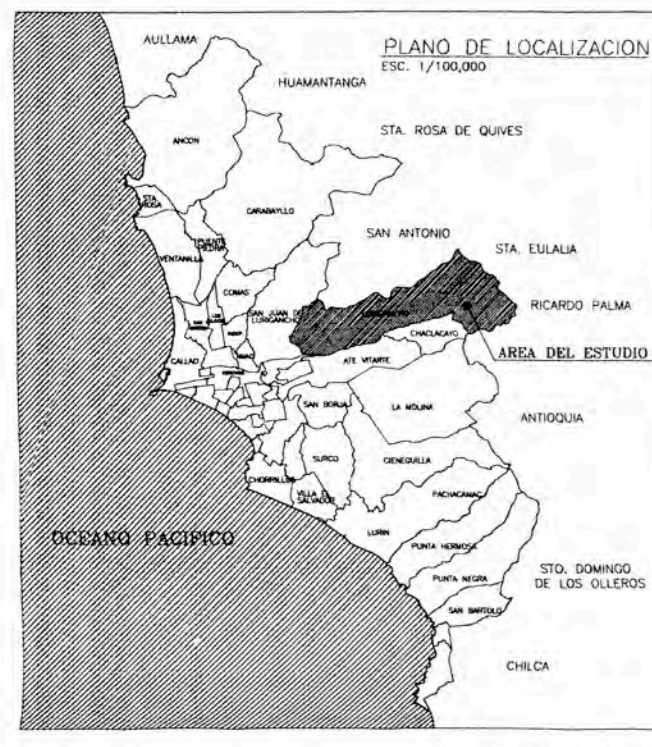 AULLAMA
PLANO DE LOCALIZACION
ESC. 1/100,000
HUAMANTANGA
STA. ROSA DE QUIVES
ANCON
STA. ROSA
CARABAYLLO
SAN ANTONIO
PUENTE PIEDRA
VENTANILLA
STA. EULALIA
COMAS
RICARDO PALMA
SAN JUAN DE LURIGANCHO
CHACLACAYO
CALLAO
ATE VITARTE
AREA DEL ESTUDIO
SAN BORJA
LA MOLINA
ANTIOQUIA
SURCO
CIENEGUILLA
CHORRILLOS
VILLA EL SALVADOR
PACHACAMAC
LURIN
OCEANO PACIFICO
PUNTA HERMOSA
PUNTA NEGRA
STO. DOMINGO
DE LOS OLLEROS
SAN BARTOLO
CHILCA